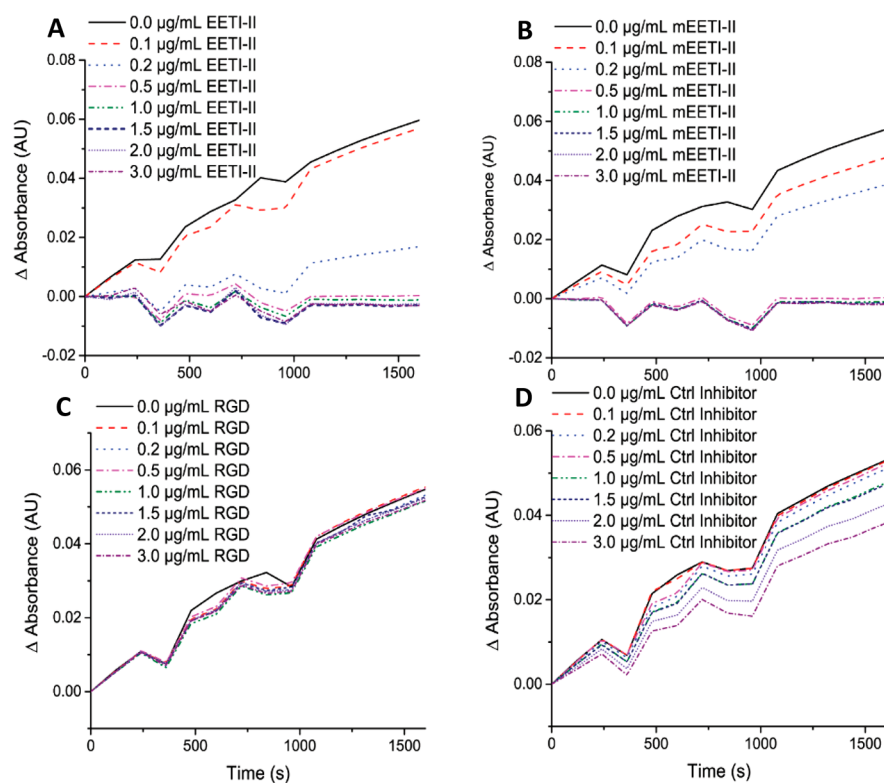 A
0.0 µg/mL EETI-II
0.1 µg/mL EETI-II
0.2 µg/mL EETI-II
0.5 µg/mL EETI-II
1.0 µg/mL EETI-II
1.5 µg/mL EETI-II
2.0 µg/mL EETI-II
3.0 µg/mL EETI-II
Δ Absorbance (AU)
0.08
0.06
0.04
0.02
0.00
-0.02
0
500
1000
1500
B
0.0 µg/mL mEETI-II
0.1 µg/mL mEETI-II
0.2 µg/mL mEETI-II
0.5 µg/mL mEETI-II
1.0 µg/mL mEETI-II
1.5 µg/mL mEETI-II
2.0 µg/mL mEETI-II
3.0 µg/mL mEETI-II
Δ Absorbance (AU)
0.08
0.06
0.04
0.02
0.00
-0.02
0
500
1000
1500
C
0.0 µg/mL RGD
0.1 µg/mL RGD
0.2 µg/mL RGD
0.5 µg/mL RGD
1.0 µg/mL RGD
1.5 µg/mL RGD
2.0 µg/mL RGD
3.0 µg/mL RGD
Δ Absorbance (AU)
0.06
0.04
0.02
0.00
0
500
1000
1500
Time (s)
D
0.0 µg/mL Ctrl Inhibitor
0.1 µg/mL Ctrl Inhibitor
0.2 µg/mL Ctrl Inhibitor
0.5 µg/mL Ctrl Inhibitor
1.0 µg/mL Ctrl Inhibitor
1.5 µg/mL Ctrl Inhibitor
2.0 µg/mL Ctrl Inhibitor
3.0 µg/mL Ctrl Inhibitor
Δ Absorbance (AU)
0.06
0.04
0.02
0.00
0
500
1000
1500
Time (s)